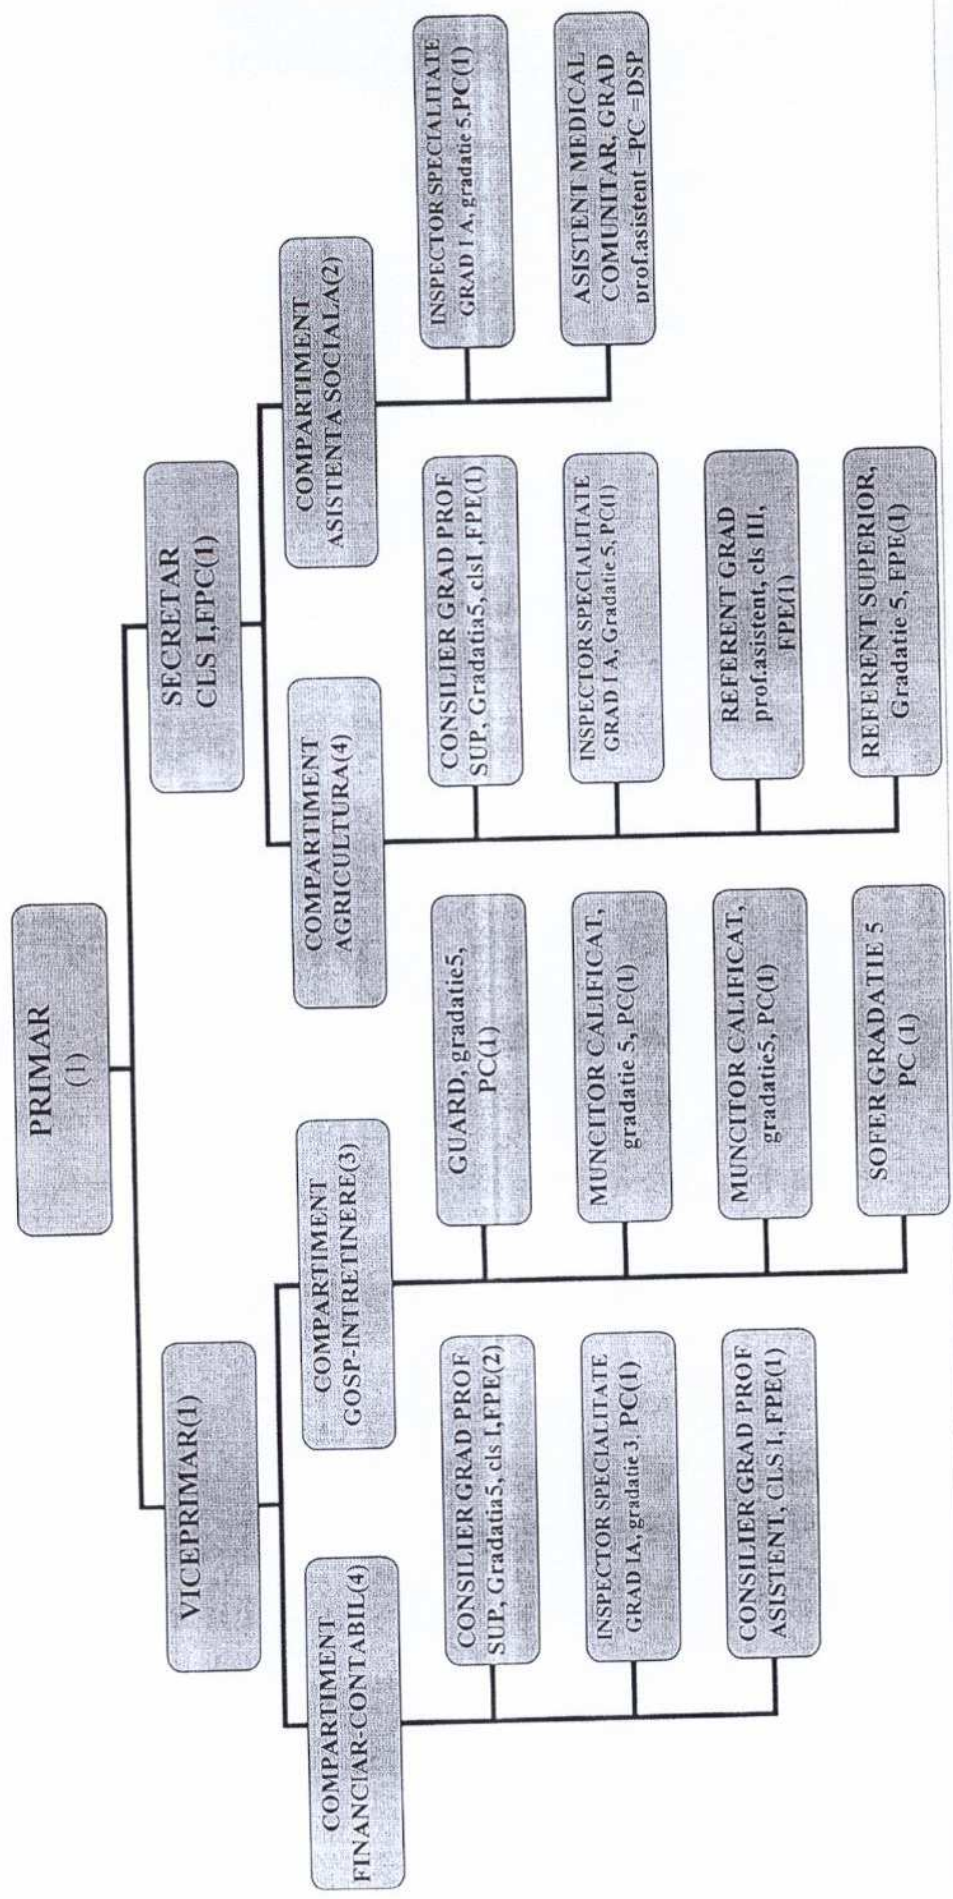 PRIMAR
(1)
VICEPRIMAR(1)
SECRETAR
CLS I,FPC(1)
COMPARTIMENT
FINANCIAR-CONTABIL(4)
COMPARTIMENT
GOSP-INTRETINERE(3)
COMPARTIMENT
AGRICULTURA(4)
COMPARTIMENT
ASISTENTA SOCIALA(2)
CONSILIER GRAD PROF
SUP, Gradatia5, cls I,FPE(2)
INSPECTOR SPECIALITATE
GRAD IA, gradatie 3, PC(1)
CONSILIER GRAD PROF
ASISTENT, CLS I, FPE(1)
GUARD, gradatie5,
PC(1)
MUNCITOR CALIFICAT,
gradatie 5, PC(1)
MUNCITOR CALIFICAT,
gradatie5, PC(1)
SOFER GRADATIE 5
PC (1)
CONSILIER GRAD PROF
SUP, Gradatia5, clsI ,FPE(1)
INSPECTOR SPECIALITATE
GRAD I A, Gradatie 5, PC(1)
REFERENT GRAD
prof.asistent, cls III,
FPE(1)
REFERENT SUPERIOR,
Gradatie 5, FPE(1)
INSPECTOR SPECIALITATE
GRAD I A, gradatie 5,PC(1)
ASISTENT MEDICAL
COMUNITAR, GRAD
prof.asistent –PC =DSP